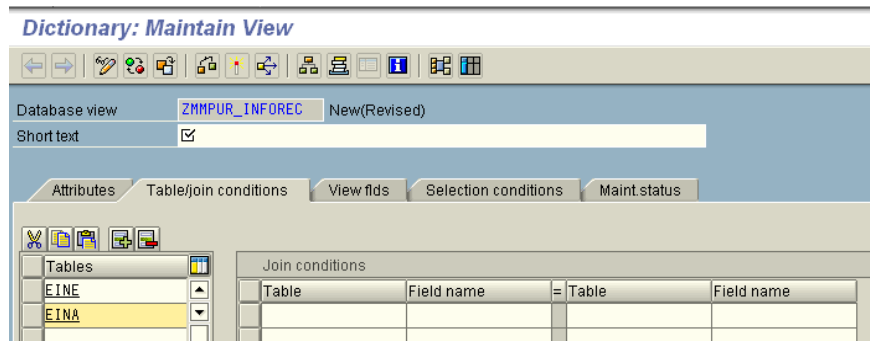 Dictionary: Maintain View
Database view ZMMPUR_INFOREC New(Revised)
Short text
Attributes Table/join conditions View flds Selection conditions Maint.status
Tables Join conditions
Table Field name = Table Field name
EINE
EINA